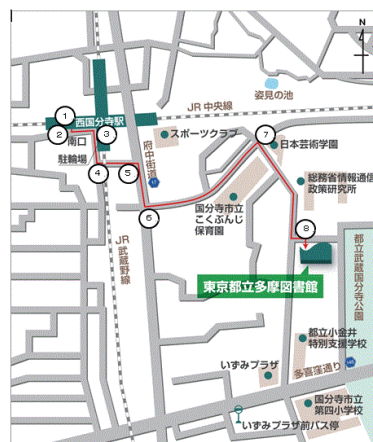 N
姿見の池
JR 中央線
①
西国分寺駅
スポーツクラブ
②
③
南口
府中街道
⑦
日本芸術学園
駐輪場
④
⑤
総務省情報通信
政策研究所
国分寺市立
こくぶんじ
保育園
⑥
⑧
JR 武蔵野線
都立武蔵国分寺公園
東京都立多摩図書館
都立小金井
特別支援学校
多喜窪通り
いずみプラザ
国分寺市立
第四小学校
いずみプラザ前バス停